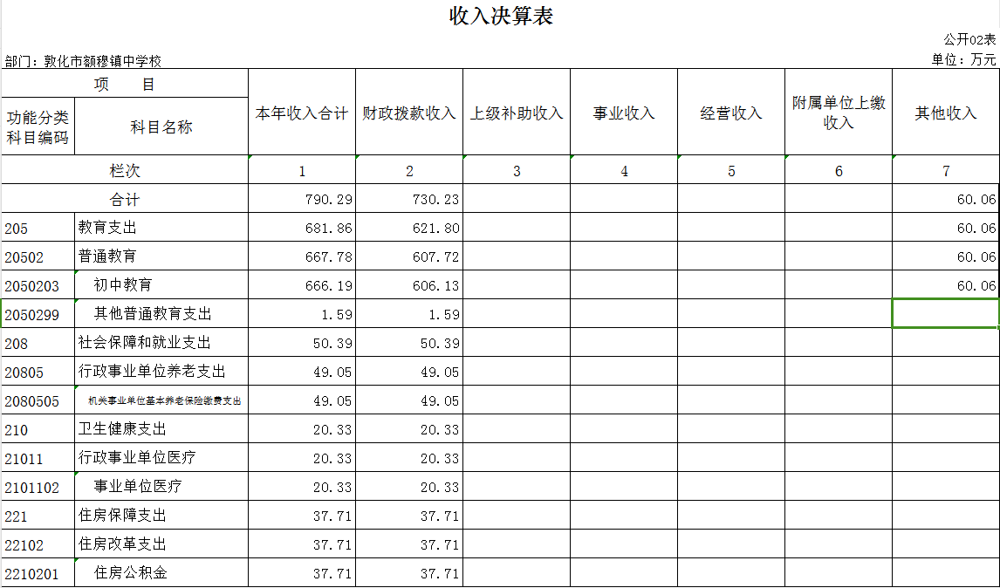 收入决算表
公开02表
部门：敦化市额穆镇中学校
单位：万元
项 目
本年收入合计 财政拨款收入 上级补助收入 事业收入 经营收入 附属单位上缴
收入 其他收入
功能分类
科目编码 科目名称
栏次 1 2 3 4 5 6 7
合计 790.29 730.23 60.06
205 教育支出 681.86 621.80 60.06
20502 普通教育 667.78 607.72 60.06
2050203 初中教育 666.19 606.13 60.06
2050299 其他普通教育支出 1.59 1.59
208 社会保障和就业支出 50.39 50.39
20805 行政事业单位养老支出 49.05 49.05
2080505 机关事业单位基本养老保险缴费支出 49.05 49.05
210 卫生健康支出 20.33 20.33
21011 行政事业单位医疗 20.33 20.33
2101102 事业单位医疗 20.33 20.33
221 住房保障支出 37.71 37.71
22102 住房改革支出 37.71 37.71
2210201 住房公积金 37.71 37.71